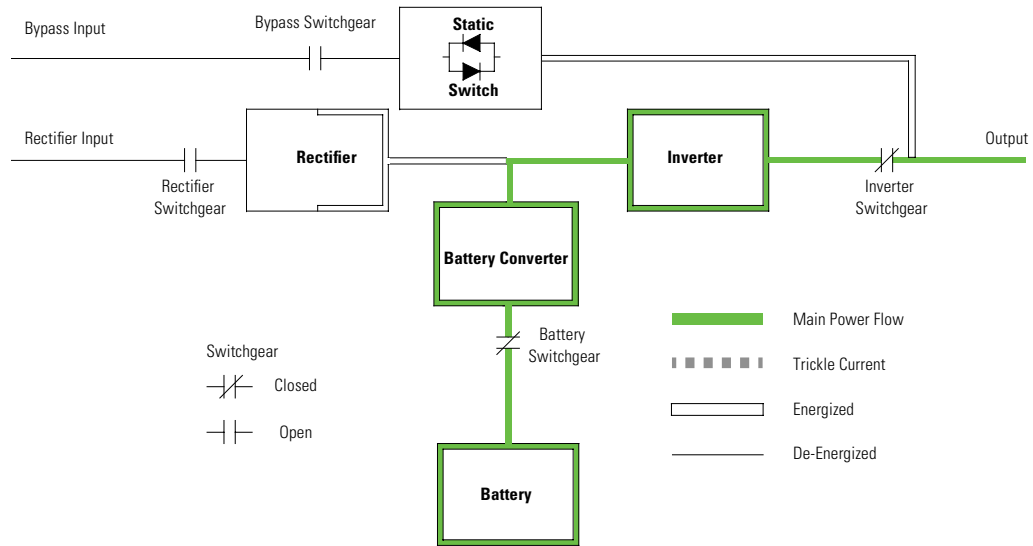 Bypass Input
Bypass Switchgear
Static
Switch
Rectifier Input
Rectifier
Switchgear
Rectifier
Inverter
Output
Inverter
Switchgear
Battery Converter
Battery
Switchgear
Battery
Switchgear
Closed
Open
Main Power Flow
Trickle Current
Energized
De-Energized